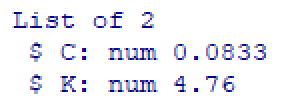 List of 2
 $ C: num 0.0833
 $ K: num 4.76